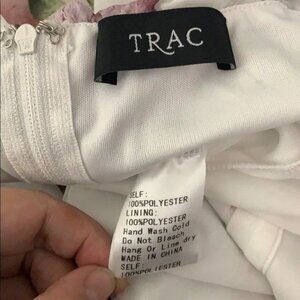 TRAC
SELF:
100%POLYESTER
LINING:
100%POLYESTER
Hand Wash Cold
Do Not Bleach
Hang Or Line dry
MADE IN CHINA
SELF:
100%POLYESTER